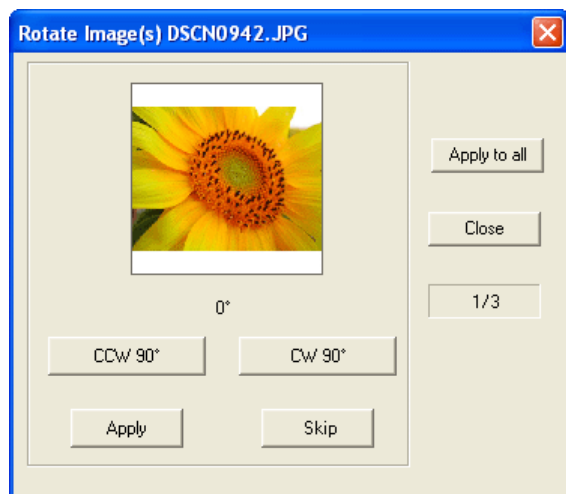 Rotate Image(s) DSCN0942.JPG
Apply to all
Close
0°
1/3
CCW 90°
CW 90°
Apply
Skip